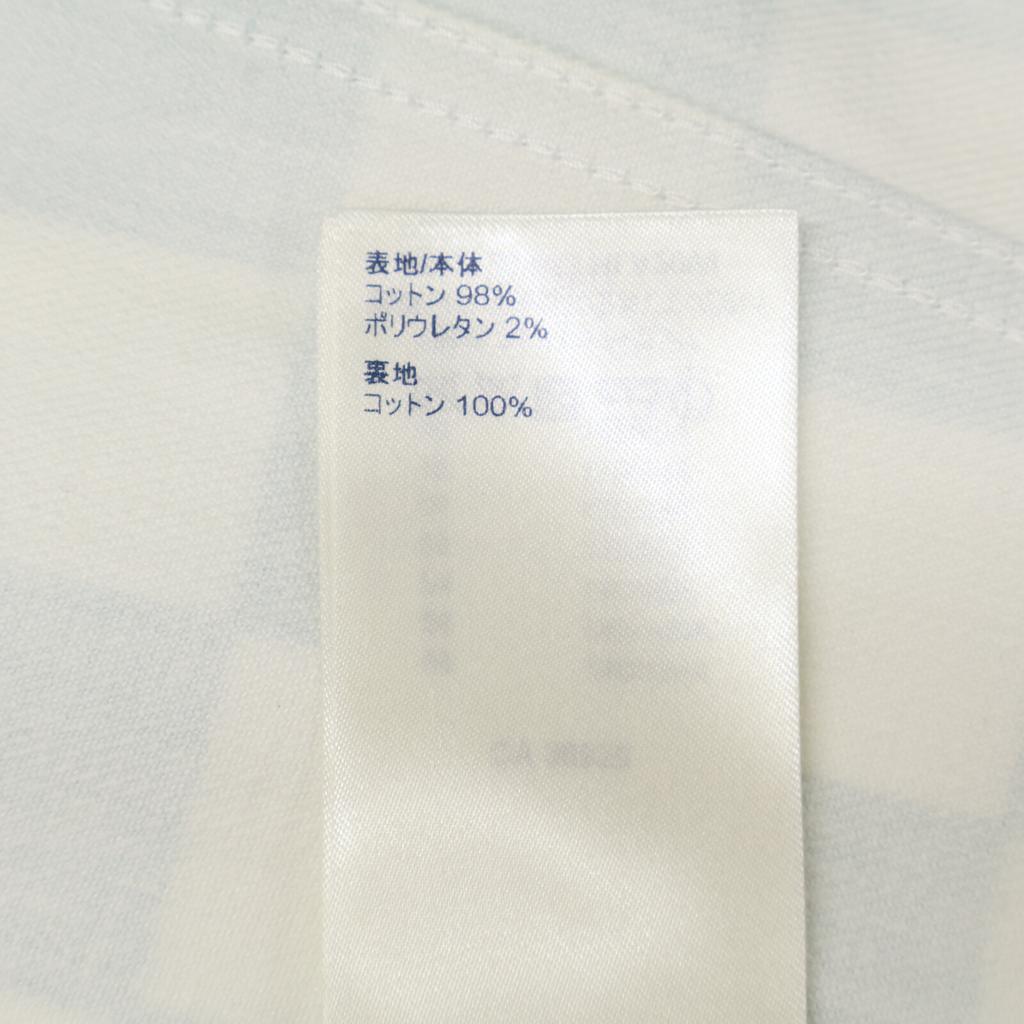 表地/本体
コットン 98%
ポリウレタン 2%
裏地
コットン 100%